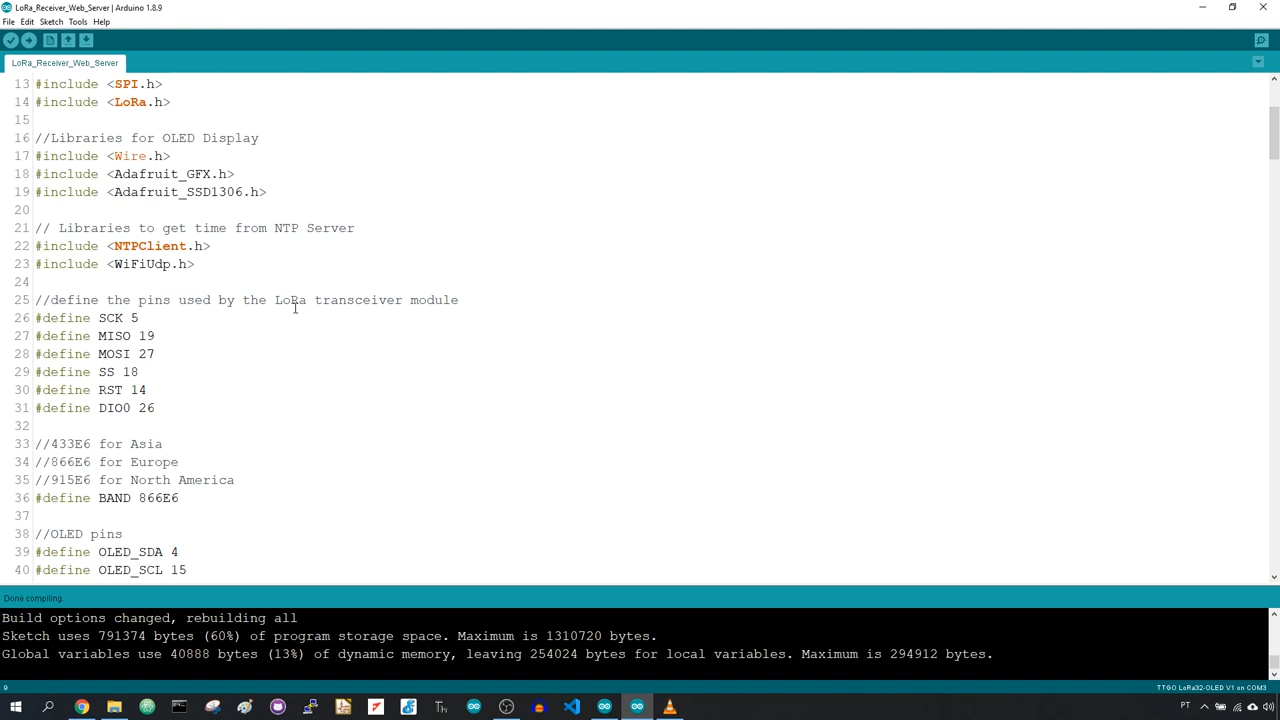 LoRa_Receiver_Web_Server | Arduino 1.8.9
File Edit Sketch Tools Help
LoRa_Receiver_Web_Server
13 #include <SPI.h>
14 #include <LoRa.h>
15
16 //Libraries for OLED Display
17 #include <Wire.h>
18 #include <Adafruit_GFX.h>
19 #include <Adafruit_SSD1306.h>
20
21 // Libraries to get time from NTP Server
22 #include <NTPClient.h>
23 #include <WiFiUdp.h>
24
25 //define the pins used by the LoRa transceiver module
26 #define SCK 5
27 #define MISO 19
28 #define MOSI 27
29 #define SS 18
30 #define RST 14
31 #define DIO0 26
32
33 //433E6 for Asia
34 //866E6 for Europe
35 //915E6 for North America
36 #define BAND 866E6
37
38 //OLED pins
39 #define OLED_SDA 4
40 #define OLED_SCL 15
Done compiling.
Build options changed, rebuilding all
Sketch uses 791374 bytes (60%) of program storage space. Maximum is 1310720 bytes.
Global variables use 40888 bytes (13%) of dynamic memory, leaving 254024 bytes for local variables. Maximum is 294912 bytes.
9 TTGO LoRa32-OLED V1 on COM3
Th PT